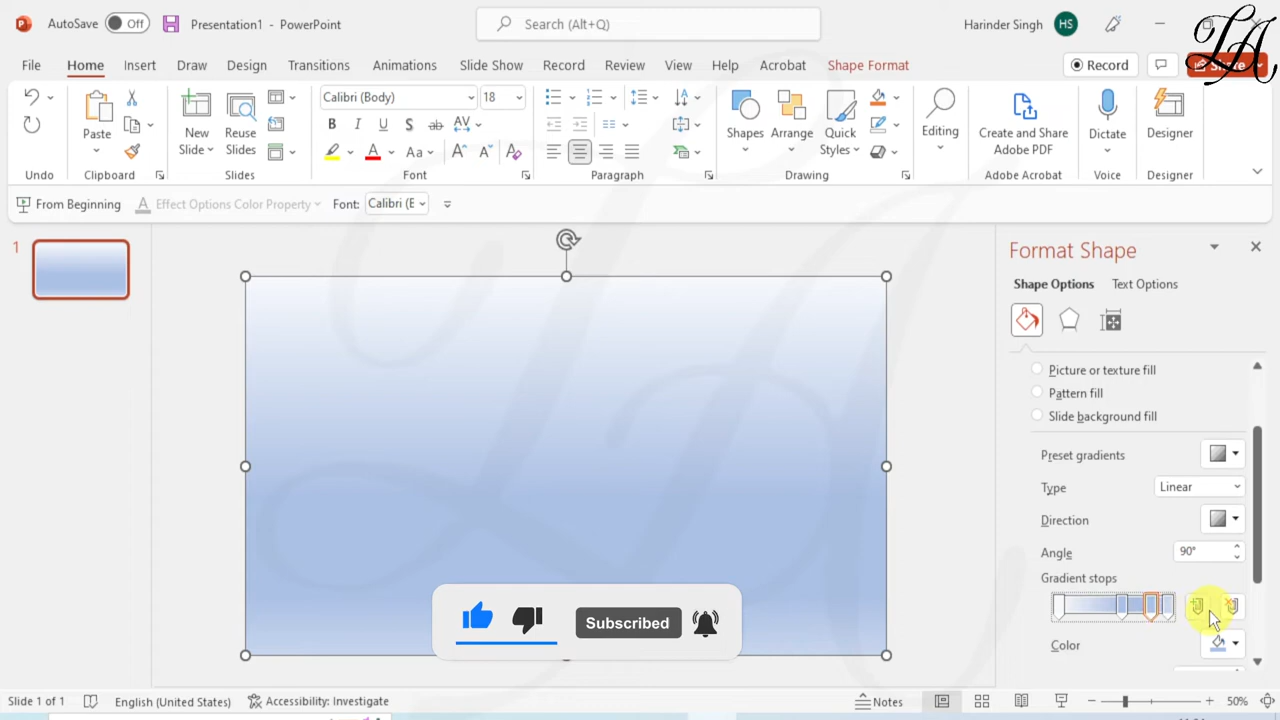 AutoSave Off Presentation1 - PowerPoint Search (Alt+Q) Harinder Singh HS
LA
File Home Insert Draw Design Transitions Animations Slide Show Record Review View Help Acrobat Shape Format Record Share
Calibri (Body) 18
Paste New Slide Reuse Slides Shapes Arrange Quick Styles Editing Create and Share Adobe PDF Dictate Designer
B I U S ab AV
A Aa A A A
Undo Clipboard Slides Font Paragraph Drawing Adobe Acrobat Voice Designer
From Beginning Effect Options Color Property Font: Calibri (E
1
Format Shape
Shape Options Text Options
Picture or texture fill
Pattern fill
Slide background fill
Preset gradients
Type Linear
Direction
Angle 90°
Gradient stops
Color
Subscribed
Slide 1 of 1 English (United States) Accessibility: Investigate Notes 50%